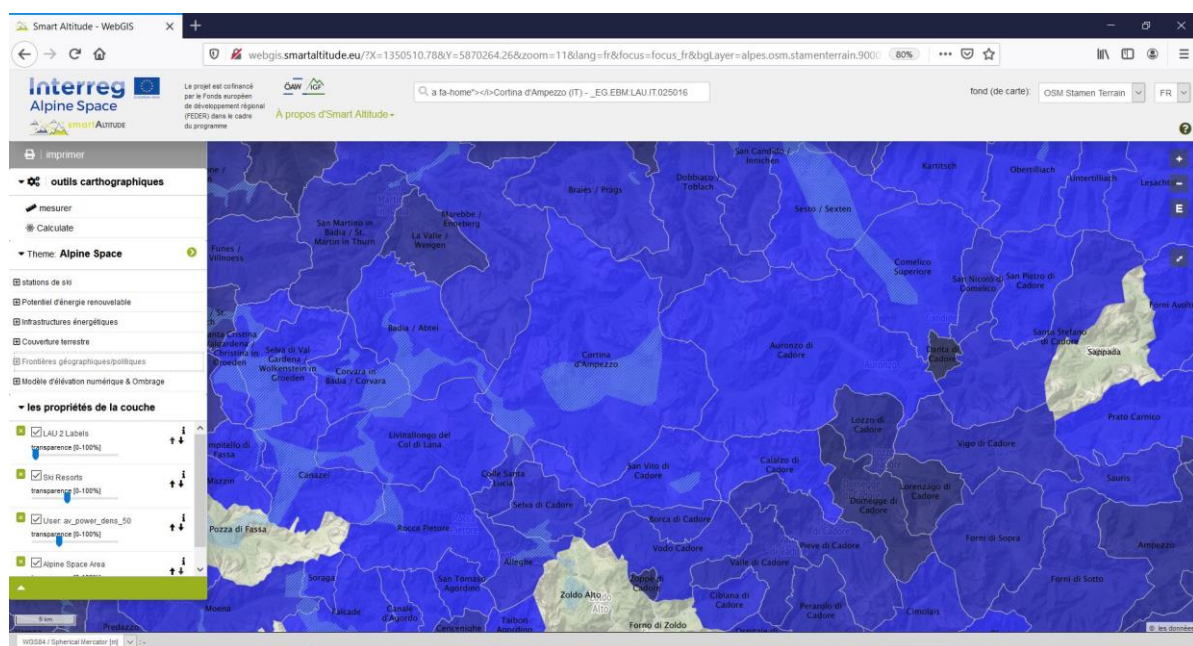 Smart Altitude - WebGIS
webgis.smartaltitude.eu/?X=1350510.78&Y=5870264.26&zoom=11&lang=fr&focus=focus_fr&bgLayer=alpes.osm.stamenterrain.9000
80%
Interreg
Alpine Space
smartAltitude
Le projet est cofinancé
par le Fonds européen
de développement régional
(FEDER) dans le cadre
du programme
ÖAW IGF
À propos d'Smart Altitude
a fa-home"></i>Cortina d'Ampezzo (IT) - _EG.EBM:LAU.IT.025016
fond (de carte):
OSM Stamen Terrain
FR
imprimer
outils carthographiques
mesurer
Calculate
Theme: Alpine Space
stations de ski
Potentiel d'énergie renouvelable
Infrastructures énergétiques
Couverture terrestre
Frontières géographiques/politiques
Modèle d'élévation numérique & Ombrage
les propriétés de la couche
LAU 2 Labels
transparence [0-100%]
Ski Resorts
transparence [0-100%]
User: av_power_dens_50
transparence [0-100%]
Alpine Space Area
San Candido /
Innichen
Kartitsch
Obertilliach
Untertilliach
E
Braies / Prags
Dobbiaco /
Toblach
Sesto / Sexten
San Martino in
Badia / St.
Martin in Thurn
Marebbe /
Enneberg
La Valle /
Wengen
Funes /
Villnoess
Comelico
Superiore
San Nicolò di
Comelico
San Pietro di
Cadore
Badia / Abtei
Selva di Val
Gardena /
Wolkenstein in
Groeden
Corvara in
Badia / Corvara
Cortina
d'Ampezzo
Auronzo di
Cadore
Danta di
Cadore
Santo Stefano
di Cadore
Sappada
Prato Carnico
Livinallongo del
Col di Lana
Lozzo di
Cadore
Vigo di Cadore
Canazei
Mazzin
Colle Santa
Lucia
San Vito di
Cadore
Calalzo di
Cadore
Lorenzago di
Cadore
Domegge di
Cadore
Sauris
Selva di Cadore
Pozza di Fassa
Rocca Pietore
Borca di Cadore
Vodo Cadore
Pieve di Cadore
Forni di Sopra
Ampezzo
Alleghe
Valle di Cadore
Soraga
San Tomaso
Agordino
Zoldo Alto
Zoppè di
Cadore
Cibiana di
Cadore
Perarolo di
Cadore
Cimolais
Forni di Sotto
Moena
Falcade
Canale
d'Agordo
Taibon
Agordino
Forno di Zoldo
Predazzo
Cencenighe
5 km
© les données
WGS84 / Spherical Mercator [m]